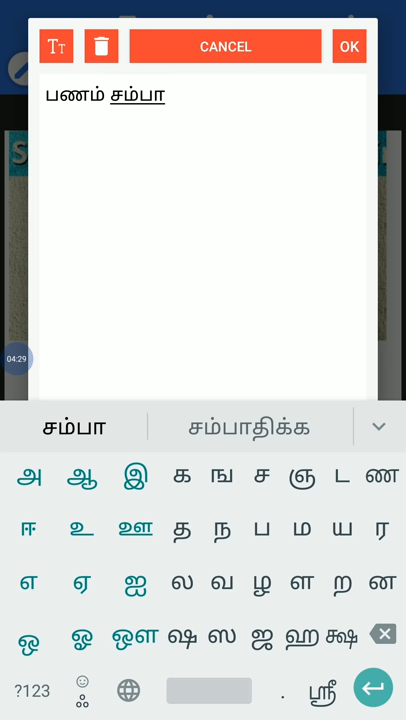 CANCEL
OK
பணம் சம்பா
04:29
சம்பா சம்பாதிக்க
அ ஆ இ க ங ச ஞ ட ண
ஈ உ ஊ த ந ப ம ய ர
எ ஏ ஐ ல வ ழ ள ற ன
ஒ ஓ ஔ ஷ ஸ ஜ ஹ க்ஷ
?123 . ஸ்ரீ